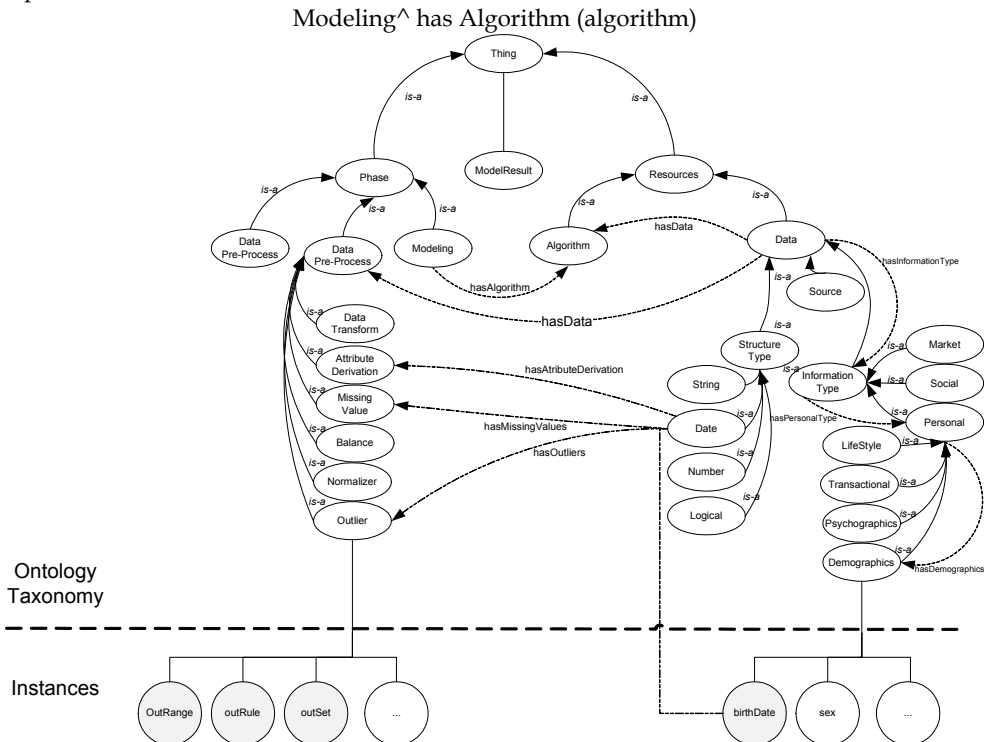 Modeling^ has Algorithm (algorithm)
Thing
is-a
is-a
ModelResult
Phase
Resources
is-a
is-a
is-a
is-a
is-a
Data
Pre-Process
Data
Pre-Process
Modeling
Algorithm
hasData
Data
hasInformationType
hasAlgorithm
is-a
Source
hasData
is-a
Data
Transform
is-a
Structure
Type
Market
is-a
is-a
Attribute
Derivation
hasAtributeDerivation
is-a
Information
Type
is-a
Social
String
is-a
Missing
Value
hasMissingValues
Date
is-a
hasPersonalType
is-a
Personal
is-a
Balance
hasOutliers
LifeStyle
is-a
is-a
Normalizer
Number
is-a
Transactional
is-a
is-a
Outlier
Logical
is-a
Psychographics
is-a
is-a
Demographics
hasDemographics
Ontology
Taxonomy
Instances
OutRange
outRule
outSet
...
birthDate
sex
...